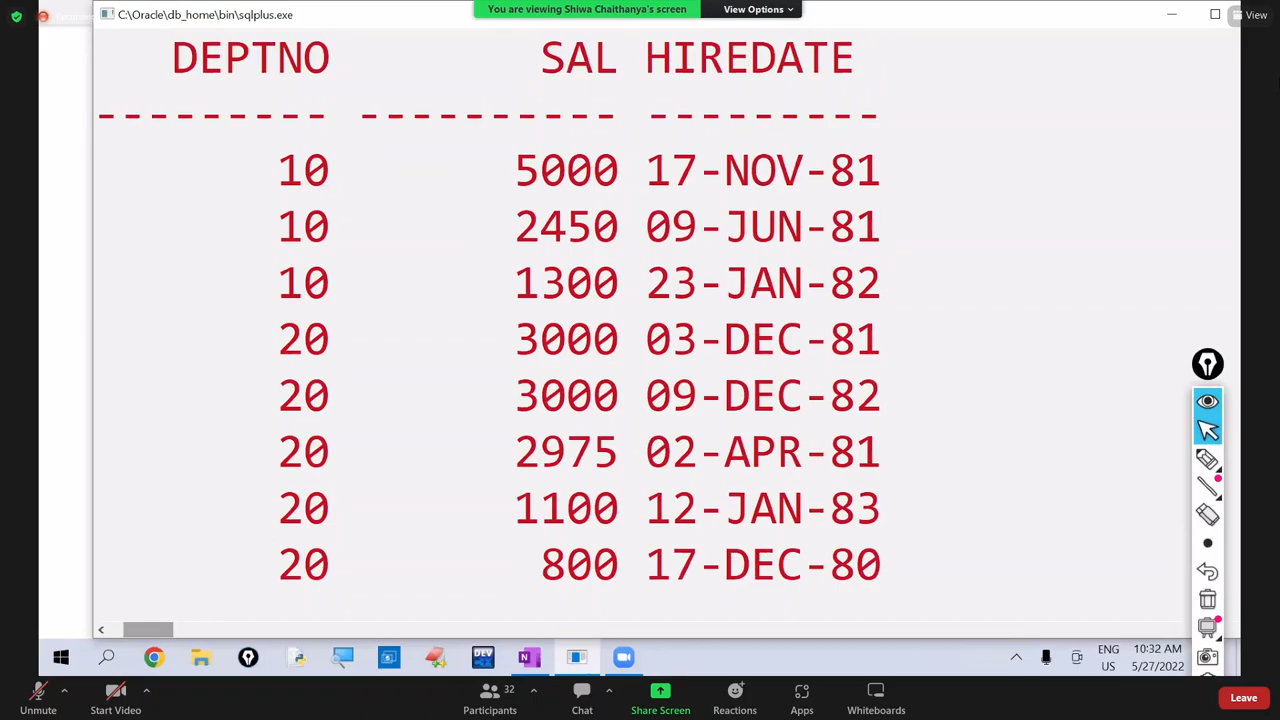 C:\Oracle\db_home\bin\sqlplus.exe
You are viewing Shiwa Chaithanya's screen
View Options
View
DEPTNO SAL HIREDATE
---------- ---------- ---------
10 5000 17-NOV-81
10 2450 09-JUN-81
10 1300 23-JAN-82
20 3000 03-DEC-81
20 3000 09-DEC-82
20 2975 02-APR-81
20 1100 12-JAN-83
20 800 17-DEC-80
DEV
N
ENG
US
10:32 AM
5/27/2022
Unmute
Start Video
32
Participants
Chat
Share Screen
Reactions
Apps
Whiteboards
Leave